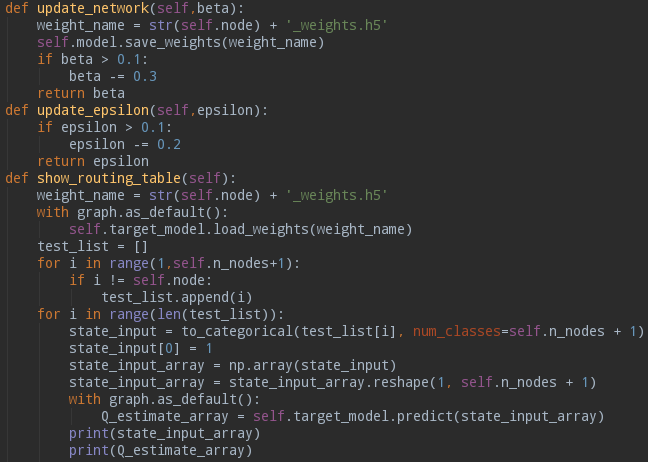 def update_network(self,beta):
    weight_name = str(self.node) + '_weights.h5'
    self.model.save_weights(weight_name)
    if beta > 0.1:
        beta -= 0.3
    return beta
def update_epsilon(self,epsilon):
    if epsilon > 0.1:
        epsilon -= 0.2
    return epsilon
def show_routing_table(self):
    weight_name = str(self.node) + '_weights.h5'
    with graph.as_default():
        self.target_model.load_weights(weight_name)
    test_list = []
    for i in range(1,self.n_nodes+1):
        if i != self.node:
            test_list.append(i)
    for i in range(len(test_list)):
        state_input = to_categorical(test_list[i], num_classes=self.n_nodes + 1)
        state_input[0] = 1
        state_input_array = np.array(state_input)
        state_input_array = state_input_array.reshape(1, self.n_nodes + 1)
        with graph.as_default():
            Q_estimate_array = self.target_model.predict(state_input_array)
        print(state_input_array)
        print(Q_estimate_array)